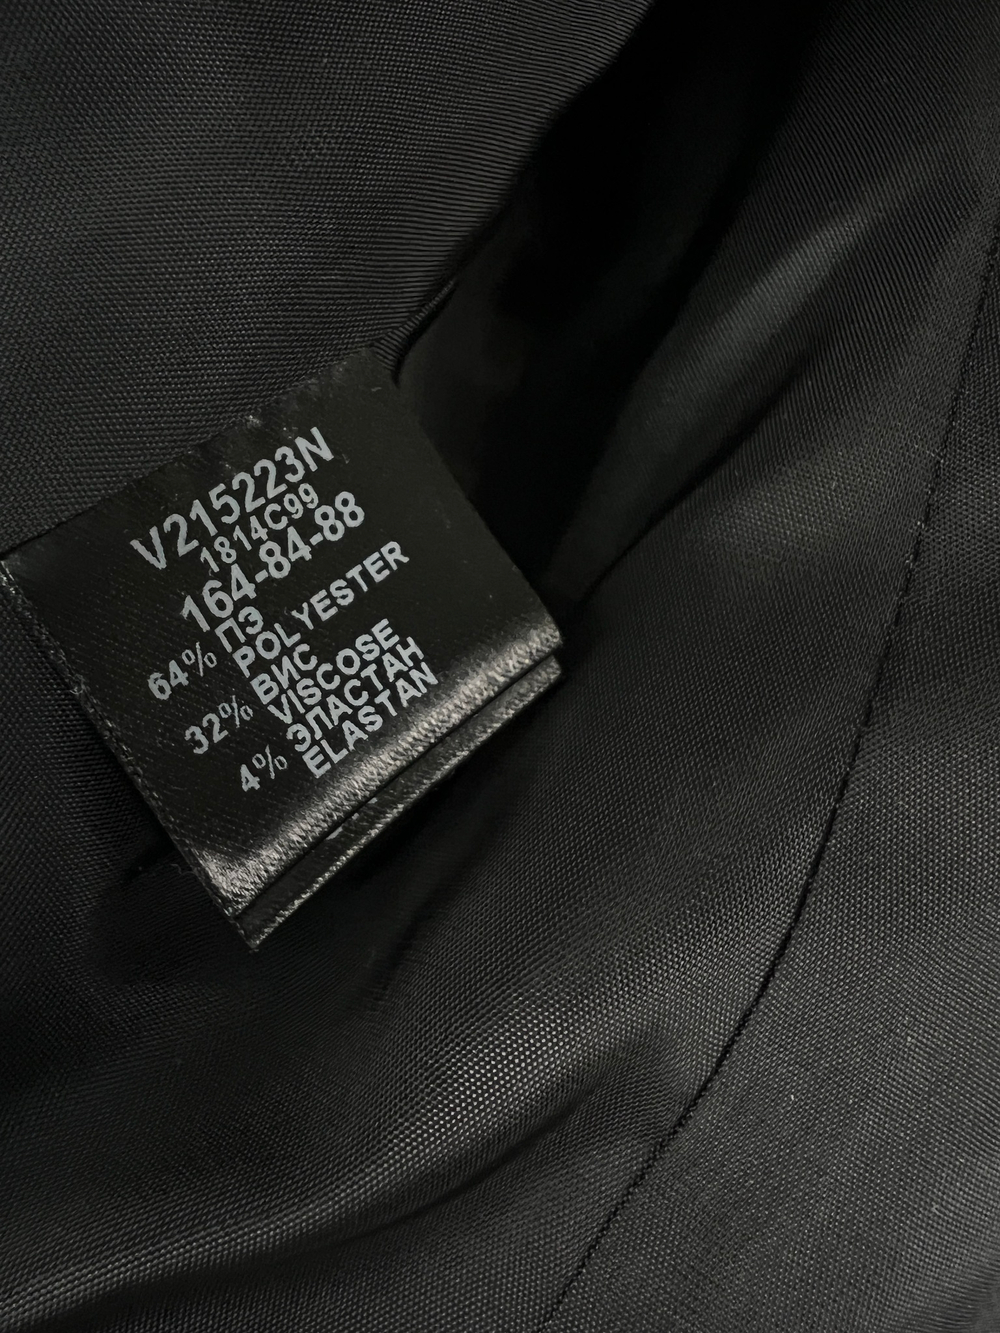 V215223N
1814C99
164-84-88
64% ПЭ
POLYESTER
32% ВИС
VISCOSE
4% ЭЛАСТАН
ELASTAN